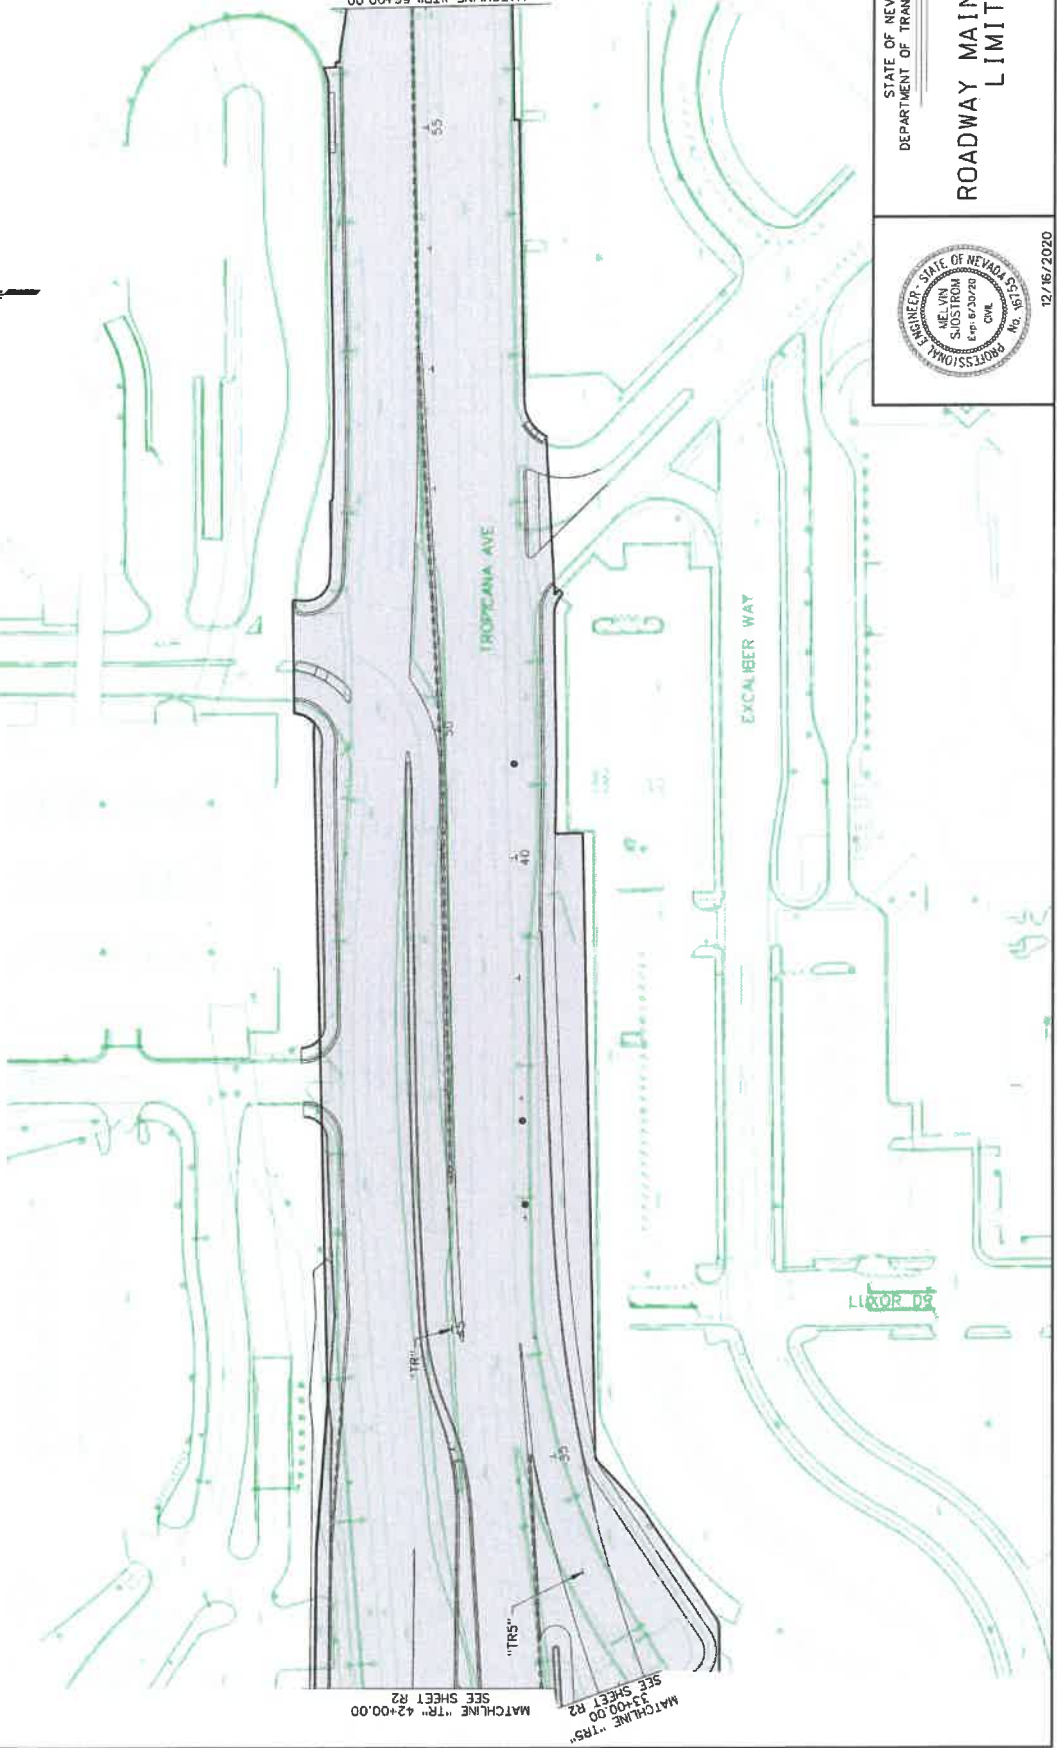 MATCHLINE "TR" 42+00.00
SEE SHEET R2
MATCHLINE "TR5"
33+00.00
SEE SHEET R2
"TR5"
"TR"
45
35
40
50
55
TROPICANA AVE
EXCALIBER WAY
LUXOR DR
STATE OF NEV
DEPARTMENT OF TRAN
ROADWAY MAIN
LIMIT
PROFESSIONAL ENGINEER - STATE OF NEVADA
MELVIN
SJOSTROM
Exp: 6/30/20
CIVIL
No. 15755
12/16/2020